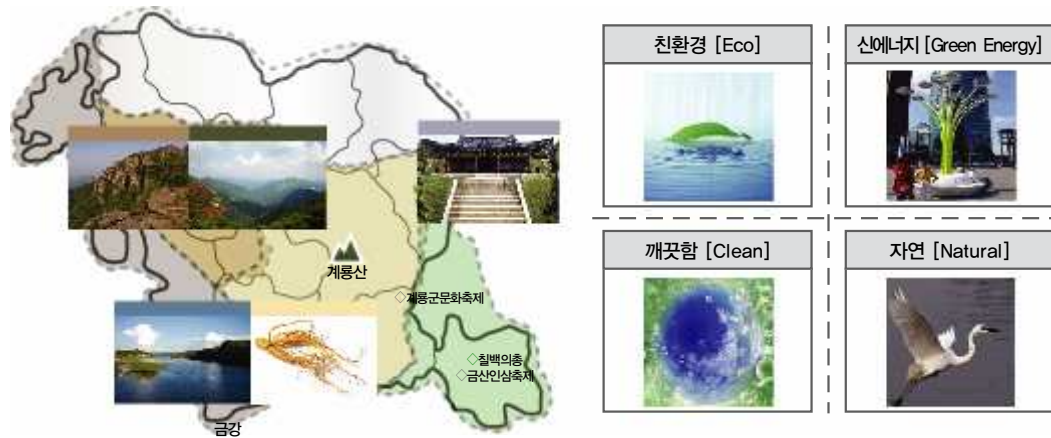 계룡산
◇계룡군문화축제
◇칠백의총
◇금산인삼축제
금강
친환경 [Eco]
신에너지 [Green Energy]
깨끗함 [Clean]
자연 [Natural]